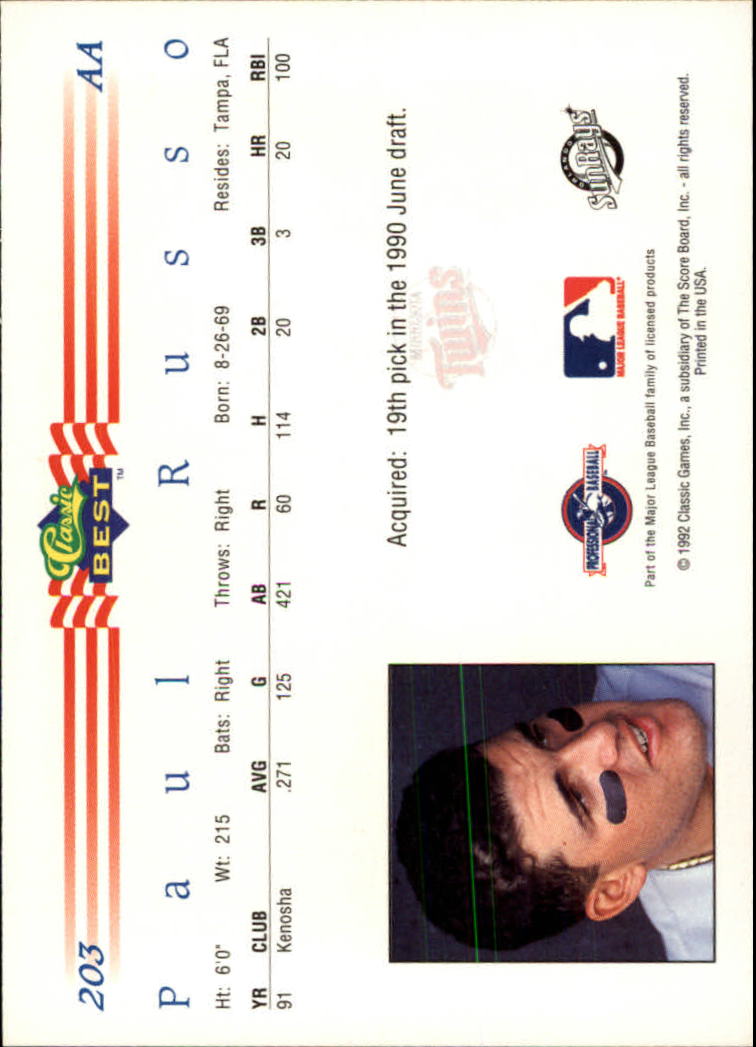 203 Classic BEST™ AA
Paul Russo
Ht: 6'0" Wt: 215 Bats: Right Throws: Right Born: 8-26-69 Resides: Tampa, FLA
YR CLUB AVG G AB R H 2B 3B HR RBI
91 Kenosha .271 125 421 60 114 20 3 20 100
Acquired: 19th pick in the 1990 June draft.
MINNESOTA
Twins
PROFESSIONAL BASEBALL
MAJOR LEAGUE BASEBALL®
ORLANDO
SunRays
Part of the Major League Baseball family of licensed products
© 1992 Classic Games, Inc., a subsidiary of The Score Board, Inc. - all rights reserved.
Printed in the USA.